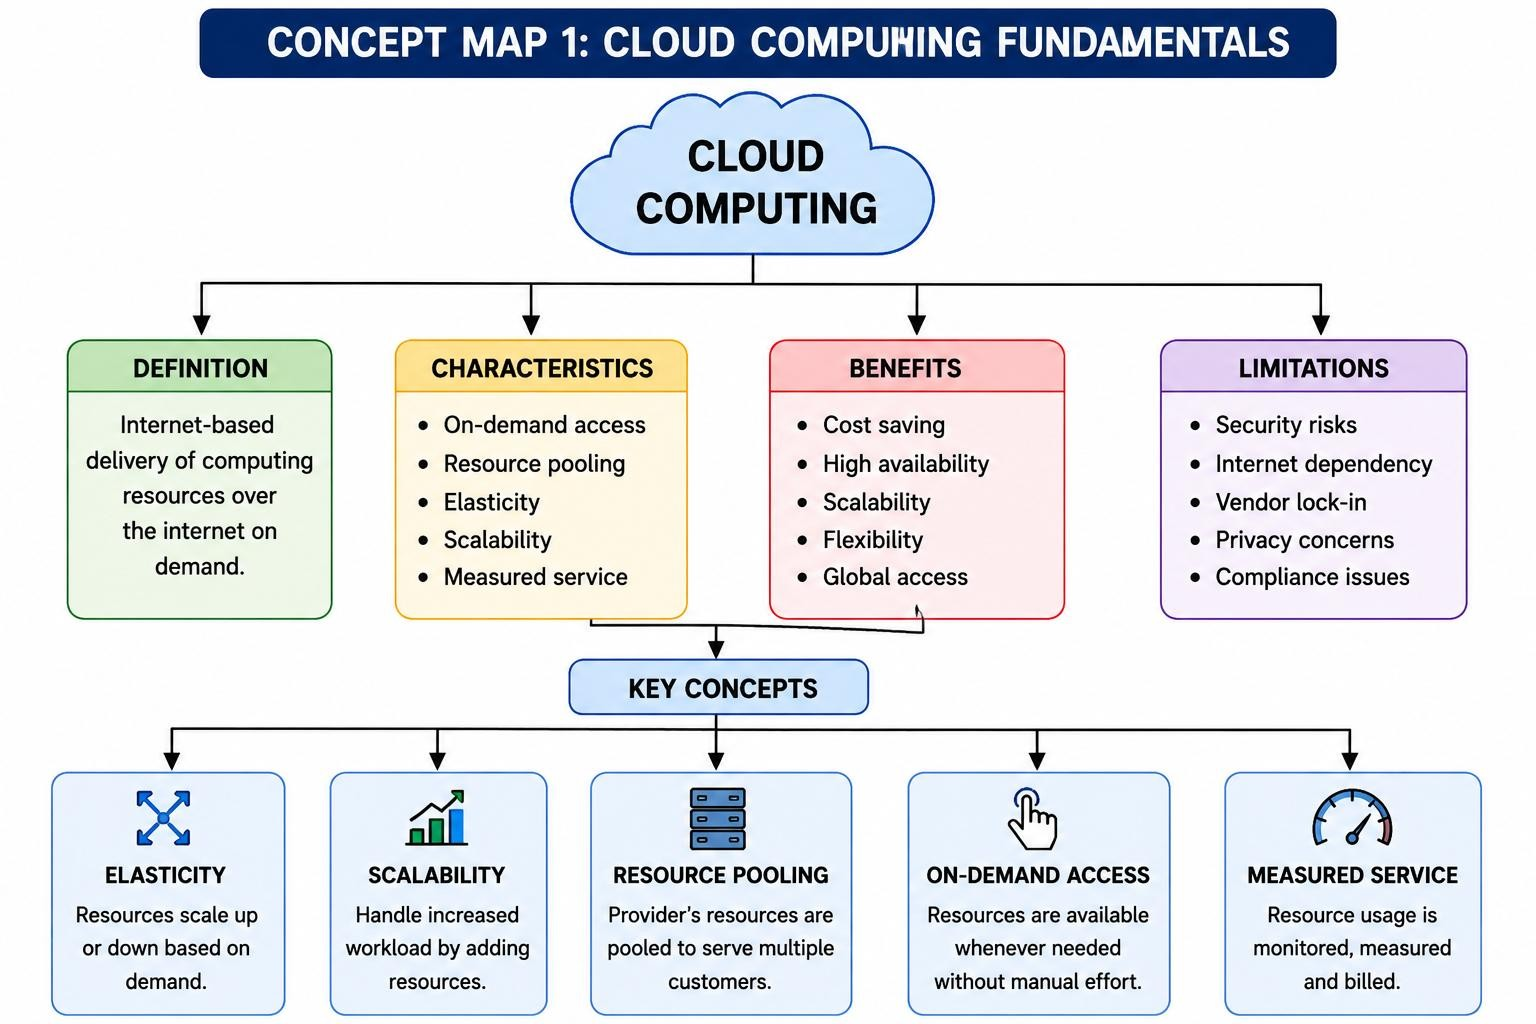 CONCEPT MAP 1: CLOUD FUNDAMENTALS
CLOUD
COMPUTING
DEFINITION
Internet-based
delivery of computing
resources over
the internet on
demand.
CHARACTERISTICS
• On-demand access
• Resource pooling
• Elasticity
• Scalability
• Measured service
BENEFITS
• Cost saving
• High availability
• Scalability
• Flexibility
• Global access
LIMITATIONS
• Security risks
• Internet dependency
• Vendor lock-in
• Privacy concerns
• Compliance issues
KEY CONCEPTS
ELASTICITY
Resources scale up
or down based on
demand.
SCALABILITY
Handle increased
workload by adding
resources.
RESOURCE POOLING
Provider's resources are
pooled to serve multiple
customers.
ON-DEMAND ACCESS
Resources are available
whenever needed
without manual effort.
MEASURED SERVICE
Resource usage is
monitored, measured
and billed.